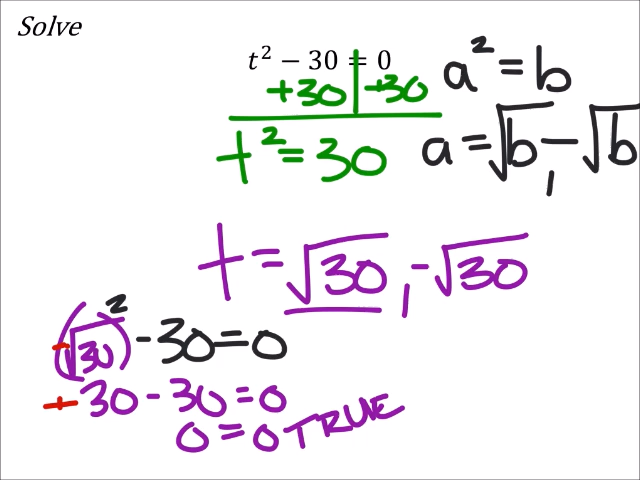 Solve
t² − 30 = 0
+30 +30
t² = 30
a² = b
a = √b, −√b
t = √30, −√30
(−√30)² − 30 = 0
+30 − 30 = 0
0 = 0 TRUE